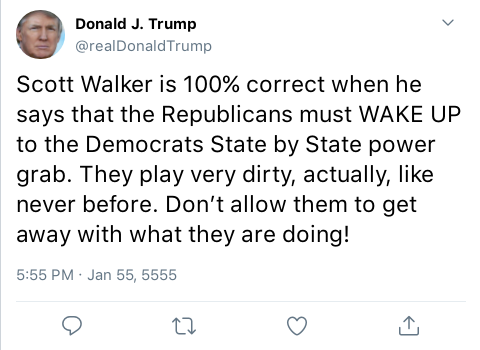 Donald J. Trump
@realDonaldTrump
Scott Walker is 100% correct when he
says that the Republicans must WAKE UP
to the Democrats State by State power
grab. They play very dirty, actually, like
never before. Don’t allow them to get
away with what they are doing!
5:55 PM · Jan 55, 5555